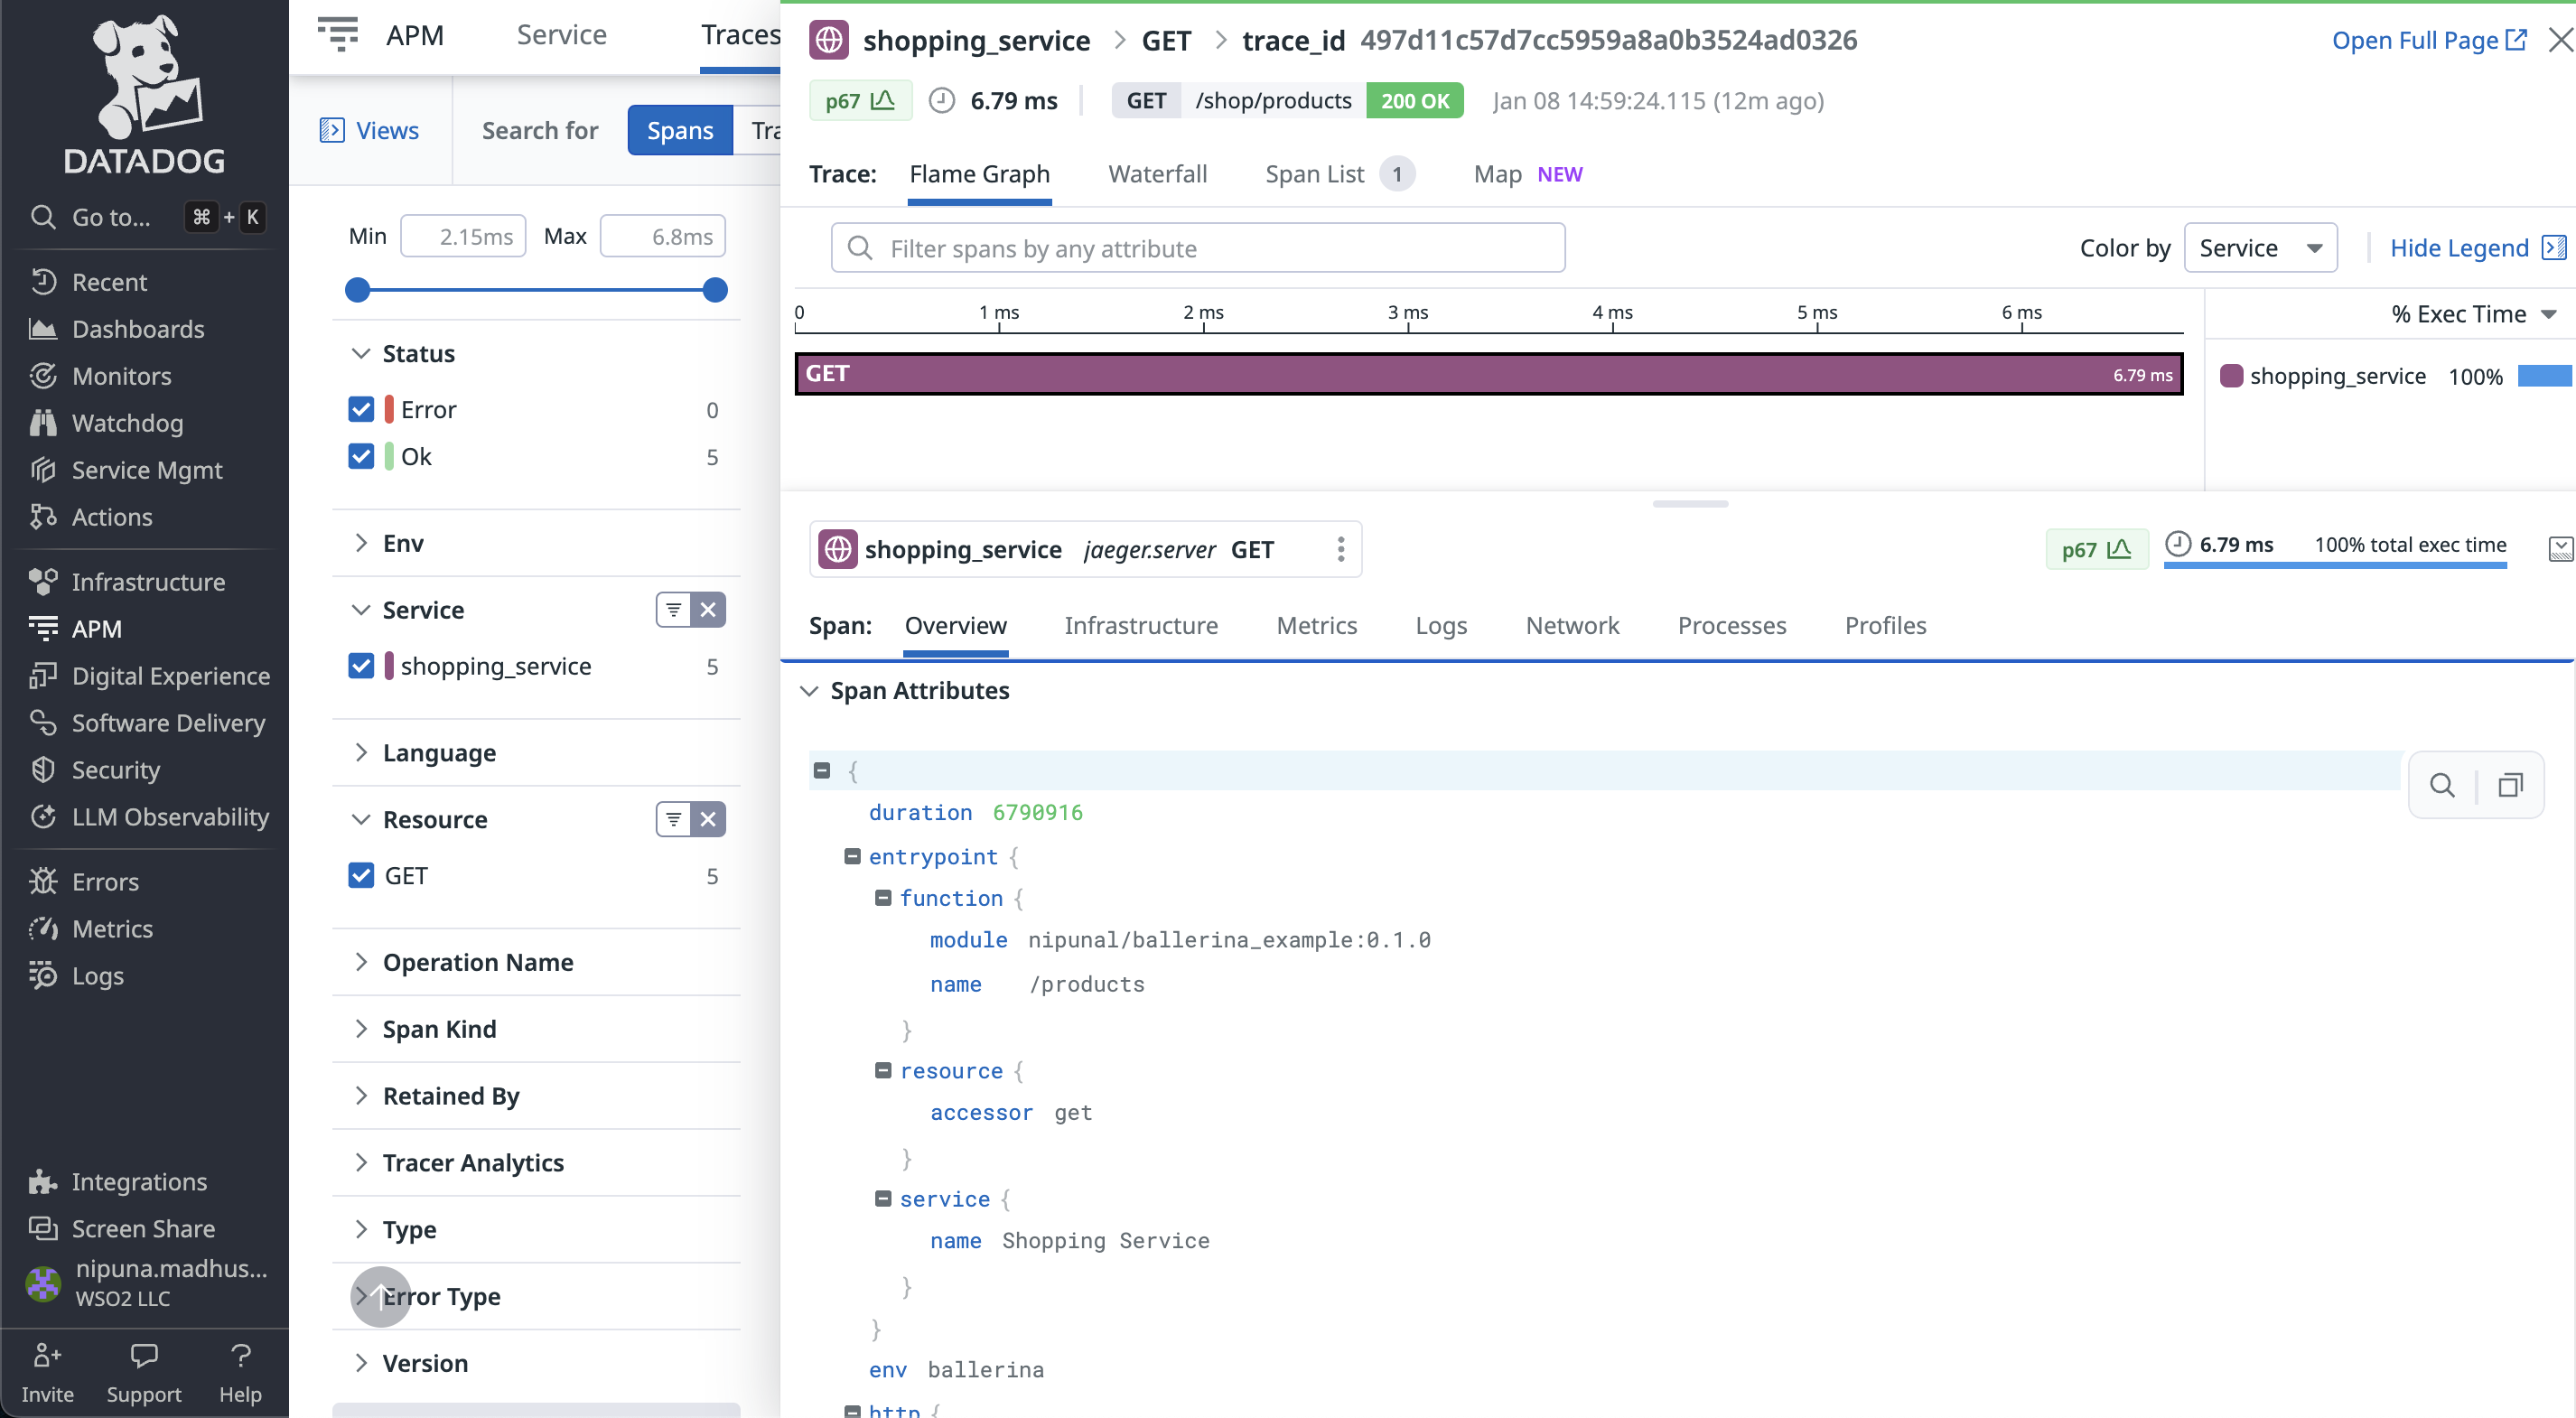 DATADOG
Go to... ⌘ + K
Recent
Dashboards
Monitors
Watchdog
Service Mgmt
Actions
Infrastructure
APM
Digital Experience
Software Delivery
Security
LLM Observability
Errors
Metrics
Logs
Integrations
Screen Share
nipuna.madhus...
WSO2 LLC
Invite Support Help
APM Service Traces
Views Search for Spans Tra
Min 2.15ms Max 6.8ms
Status
Error 0
Ok 5
Env
Service
shopping_service 5
Language
Resource
GET 5
Operation Name
Span Kind
Retained By
Tracer Analytics
Type
Error Type
Version
shopping_service > GET > trace_id 497d11c57d7cc5959a8a0b3524ad0326 Open Full Page
p67 6.79 ms GET /shop/products 200 OK Jan 08 14:59:24.115 (12m ago)
Trace: Flame Graph Waterfall Span List 1 Map NEW
Filter spans by any attribute Color by Service Hide Legend
0 1 ms 2 ms 3 ms 4 ms 5 ms 6 ms % Exec Time
GET 6.79 ms shopping_service 100%
shopping_service jaeger.server GET p67 6.79 ms 100% total exec time
Span: Overview Infrastructure Metrics Logs Network Processes Profiles
Span Attributes
{
duration 6790916
entrypoint {
function {
module nipunal/ballerina_example:0.1.0
name /products
}
resource {
accessor get
}
service {
name Shopping Service
}
}
env ballerina
http {